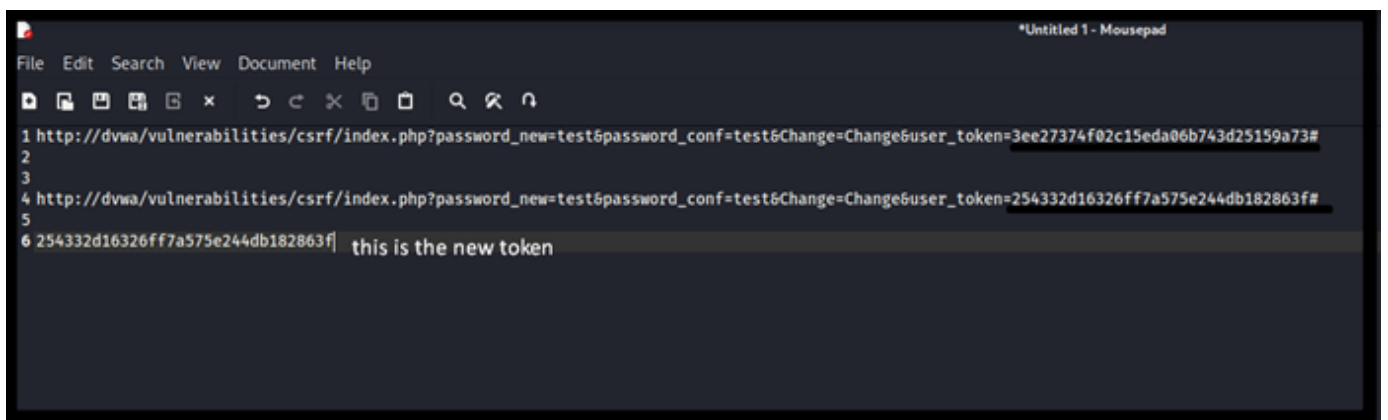 *Untitled 1 - Mousepad
File Edit Search View Document Help
1 http://dvwa/vulnerabilities/csrf/index.php?password_new=test&password_conf=test&Change=Change&user_token=3ee27374f02c15eda06b743d25159a73#
2
3
4 http://dvwa/vulnerabilities/csrf/index.php?password_new=test&password_conf=test&Change=Change&user_token=254332d16326ff7a575e244db182863f#
5
6 254332d16326ff7a575e244db182863f this is the new token